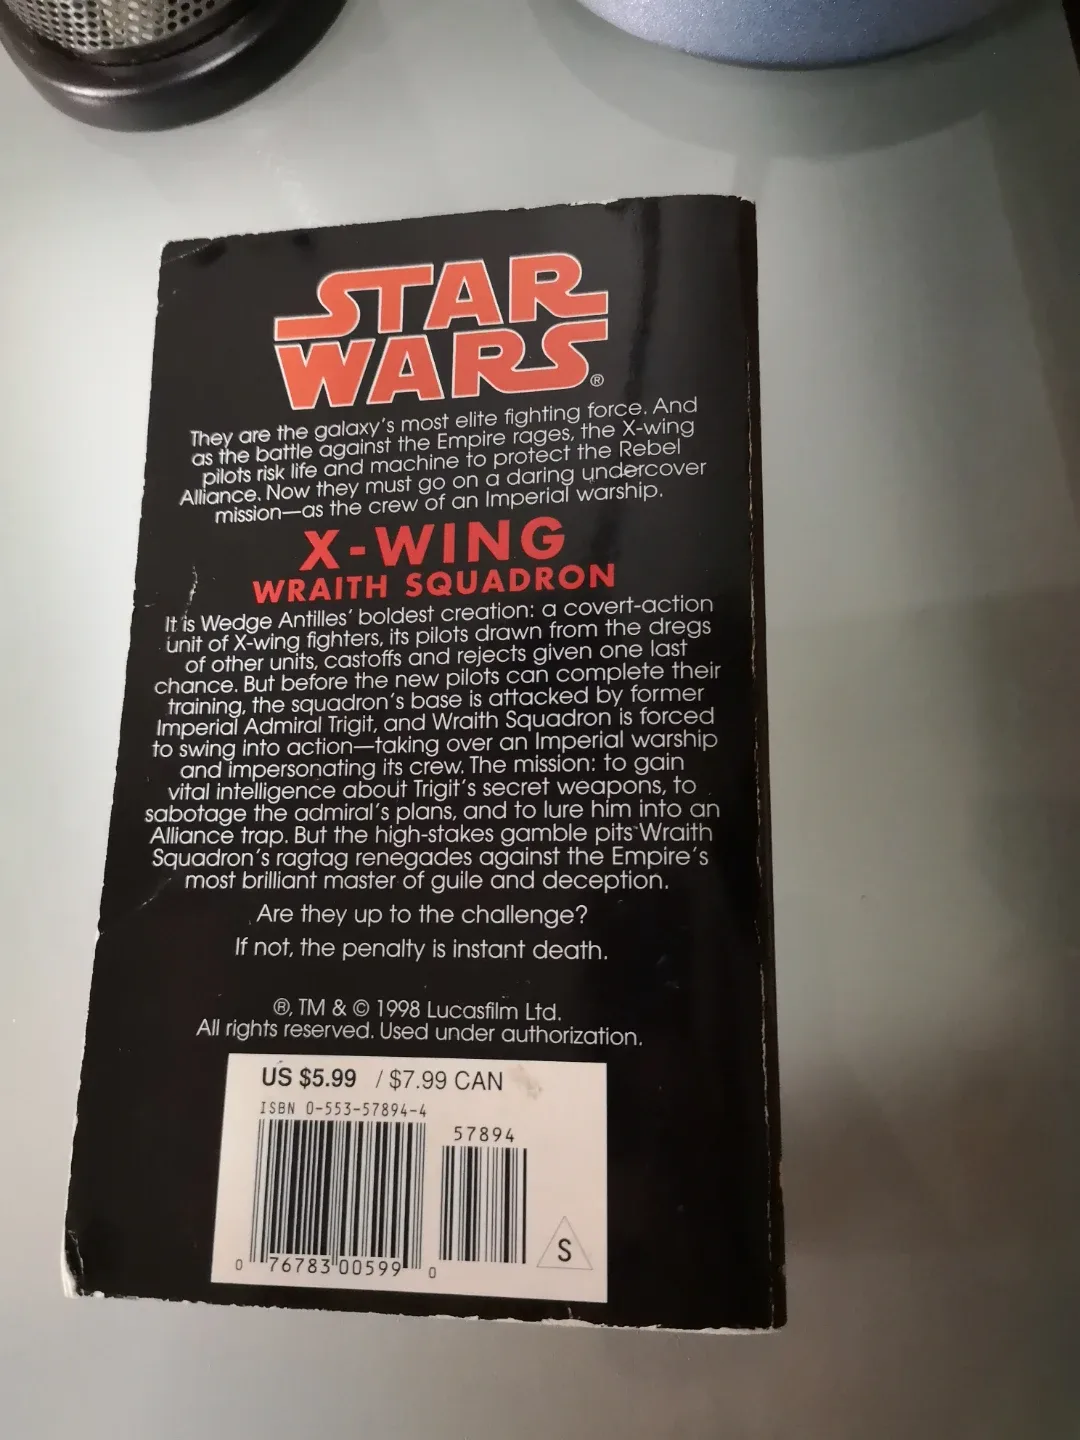 STAR
WARS®
They are the galaxy's most elite fighting force. And
as the battle against the Empire rages, the X-wing
pilots risk life and machine to protect the Rebel
Alliance. Now they must go on a daring undercover
mission—as the crew of an Imperial warship.
X-WING
WRAITH SQUADRON
It is Wedge Antilles' boldest creation: a covert-action
unit of X-wing fighters, its pilots drawn from the dregs
of other units, castoffs and rejects given one last
chance. But before the new pilots can complete their
training, the squadron's base is attacked by former
Imperial Admiral Trigit, and Wraith Squadron is forced
to swing into action—taking over an Imperial warship
and impersonating its crew. The mission: to gain
vital intelligence about Trigit's secret weapons, to
sabotage the admiral's plans, and to lure him into an
Alliance trap. But the high-stakes gamble pits Wraith
Squadron's ragtag renegades against the Empire's
most brilliant master of guile and deception.
Are they up to the challenge?
If not, the penalty is instant death.
®, TM & © 1998 Lucasfilm Ltd.
All rights reserved. Used under authorization.
US $5.99 / $7.99 CAN
ISBN 0-553-57894-4
57894
0 76783 00599 0
S